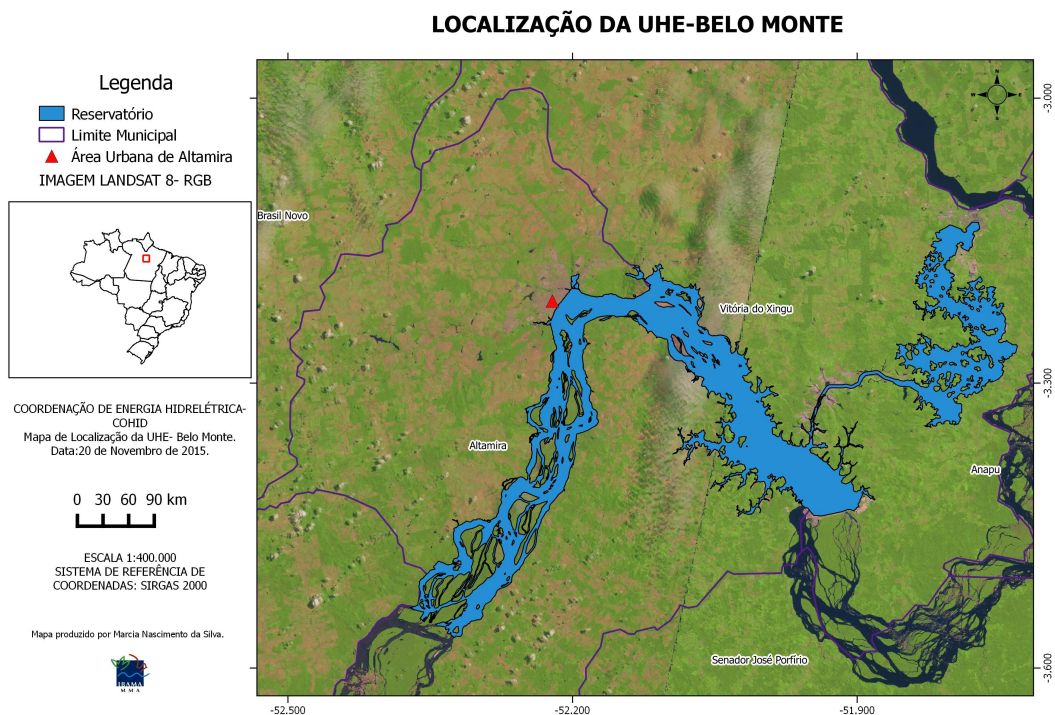 LOCALIZAÇÃO DA UHE-BELO MONTE
Legenda
Reservatório
Limite Municipal
Área Urbana de Altamira
IMAGEM LANDSAT 8- RGB
COORDENAÇÃO DE ENERGIA HIDRELÉTRICA-
COHID
Mapa de Localização da UHE- Belo Monte.
Data:20 de Novembro de 2015.
0 30 60 90 km
ESCALA 1:400.000
SISTEMA DE REFERÊNCIA DE
COORDENADAS: SIRGAS 2000
Mapa produzido por Marcia Nascimento da Silva.
IBAMA
M M A
N
W E
S
Brasil Novo
Vitória do Xingu
Altamira
Anapu
Senador José Porfírio
-3.000
-3.300
-3.600
-52.500
-52.200
-51.900